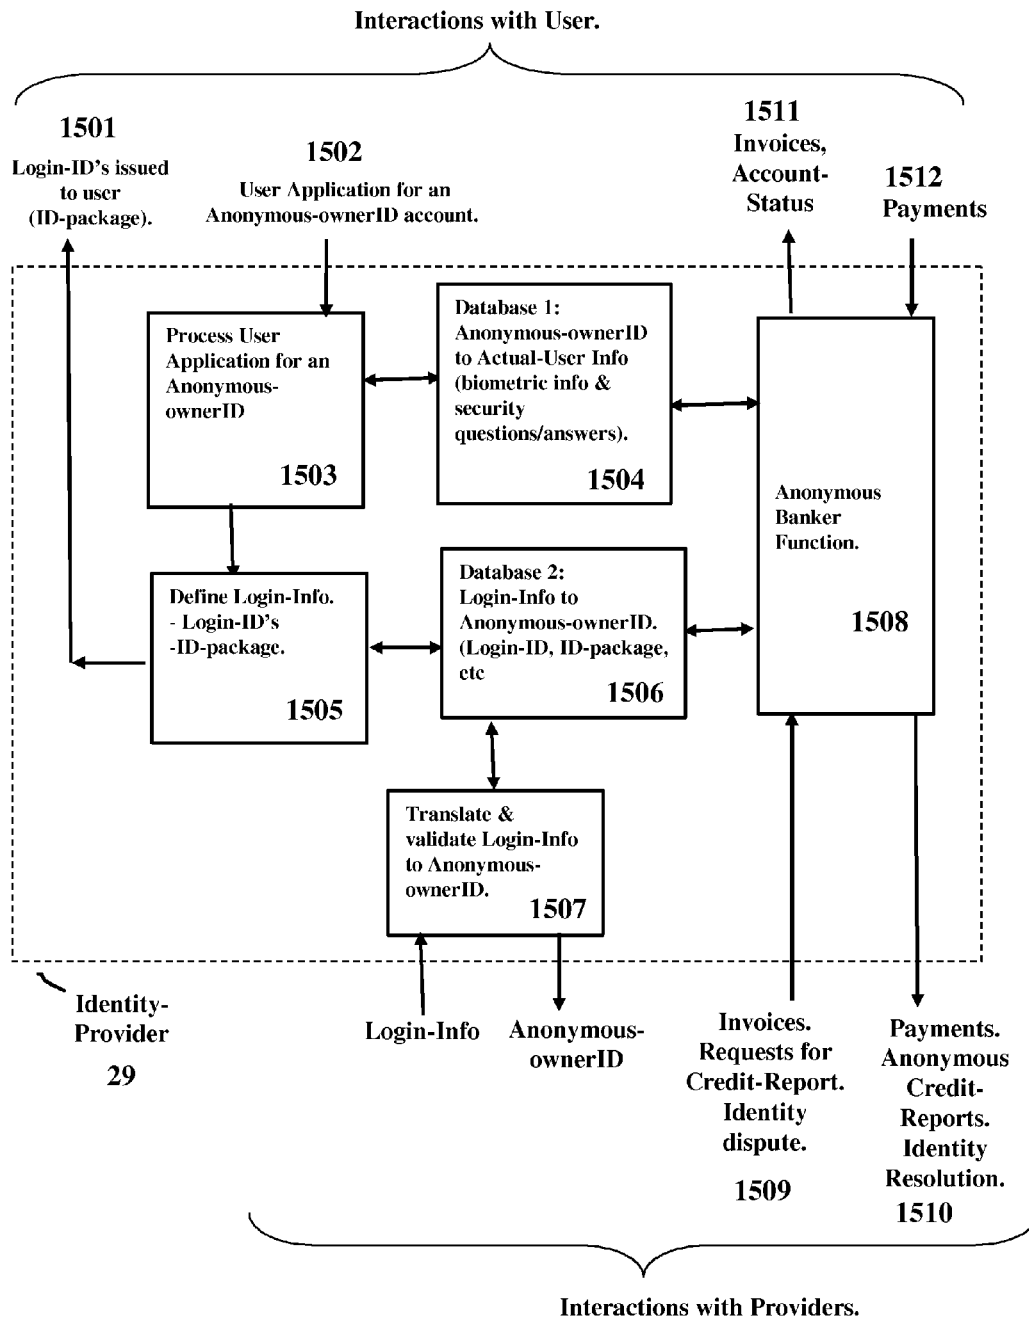 Interactions with User.
1501
Login-ID's issued
to user
(ID-package).
1502
User Application for an
Anonymous-ownerID account.
1511
Invoices,
Account-
Status
1512
Payments
Process User
Application for an
Anonymous-
ownerID
1503
Database 1:
Anonymous-ownerID
to Actual-User Info
(biometric info &
security
questions/answers).
1504
Anonymous
Banker
Function.
1508
Define Login-Info.
- Login-ID's
-ID-package.
1505
Database 2:
Login-Info to
Anonymous-ownerID.
(Login-ID, ID-package,
etc
1506
Translate &
validate Login-Info
to Anonymous-
ownerID.
1507
Identity-
Provider
29
Login-Info
Anonymous-
ownerID
Invoices.
Requests for
Credit-Report.
Identity
dispute.
1509
Payments.
Anonymous
Credit-
Reports.
Identity
Resolution.
1510
Interactions with Providers.